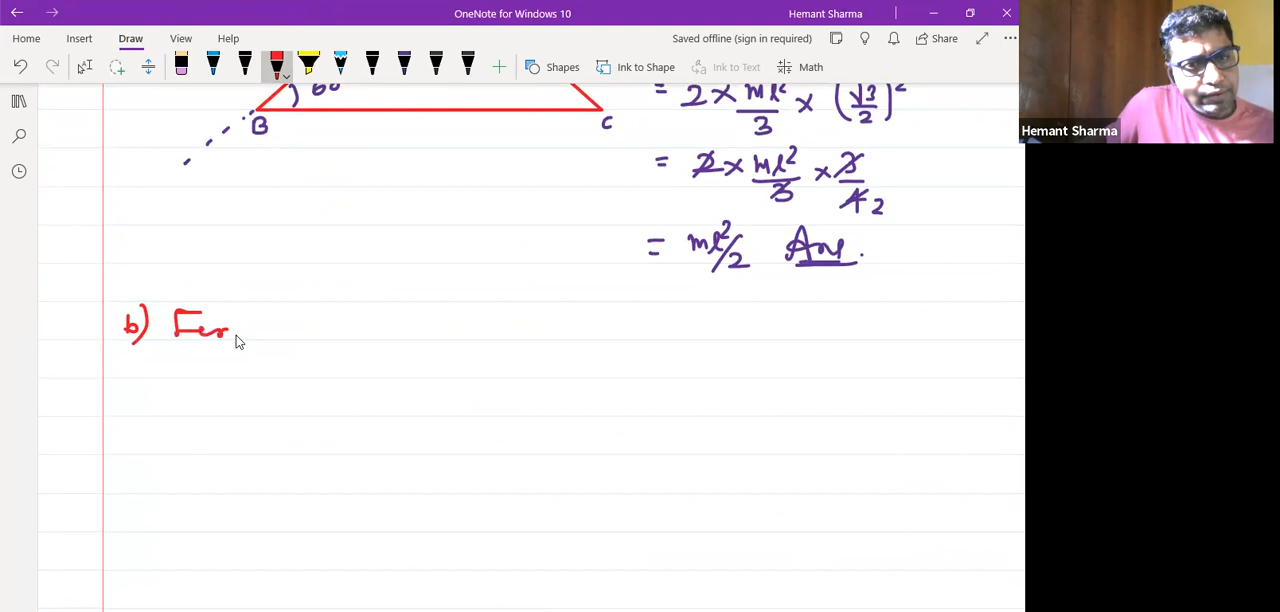 OneNote for Windows 10
Hemant Sharma
Home Insert Draw View Help
Saved offline (sign in required)
Share
Shapes
Ink to Shape
Ink to Text
Math
Hemant Sharma
60
B
C
= 2 × ml²/3 × (√3/2)²
= 2 × ml²/3 × 3/4 2
= ml²/2 Ans.
b) For